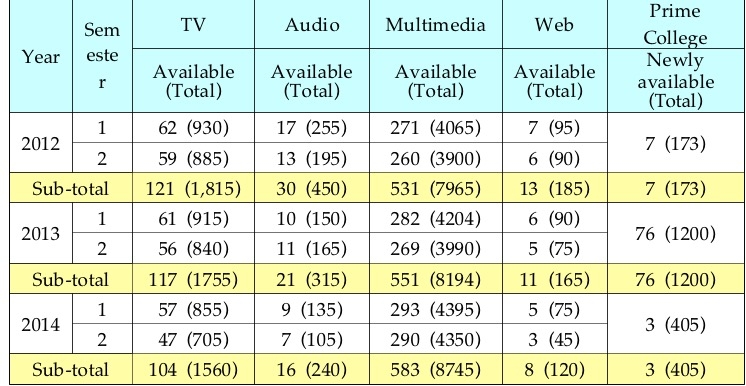 Year Semester TV Audio Multimedia Web Prime College
Available (Total) Available (Total) Available (Total) Available (Total) Newly available (Total)
2012 1 62 (930) 17 (255) 271 (4065) 7 (95) 7 (173)
2 59 (885) 13 (195) 260 (3900) 6 (90)
Sub-total 121 (1,815) 30 (450) 531 (7965) 13 (185) 7 (173)
2013 1 61 (915) 10 (150) 282 (4204) 6 (90) 76 (1200)
2 56 (840) 11 (165) 269 (3990) 5 (75)
Sub-total 117 (1755) 21 (315) 551 (8194) 11 (165) 76 (1200)
2014 1 57 (855) 9 (135) 293 (4395) 5 (75) 3 (405)
2 47 (705) 7 (105) 290 (4350) 3 (45)
Sub-total 104 (1560) 16 (240) 583 (8745) 8 (120) 3 (405)